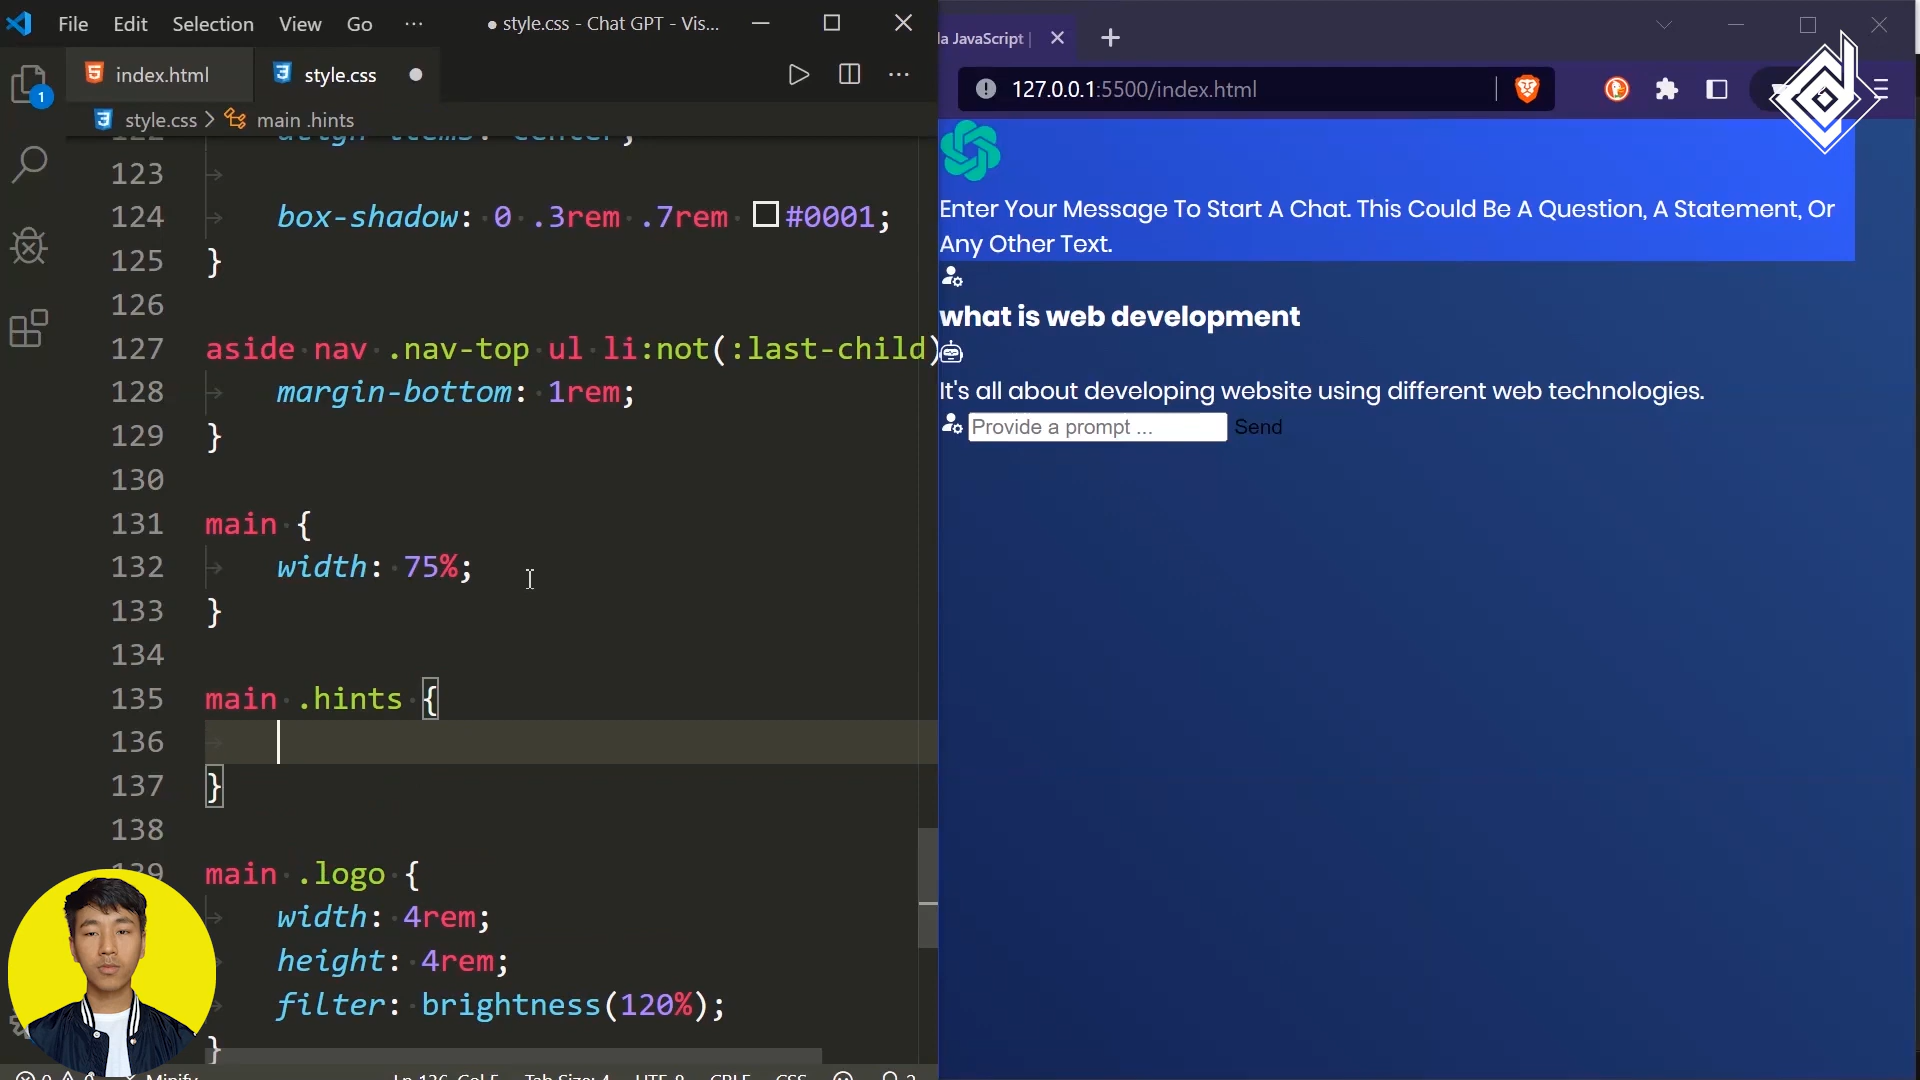 File Edit Selection View Go ··· ● style.css - Chat GPT - Vis...
index.html style.css
1
style.css > main .hints
123
124 box-shadow: 0 .3rem .7rem #0001;
125 }
126
127 aside nav .nav-top ul li:not(:last-child)
128 margin-bottom: 1rem;
129 }
130
131 main {
132 width: 75%;
133 }
134
135 main .hints {
136
137 }
138
139 main .logo {
width: 4rem;
height: 4rem;
filter: brightness(120%);
}
la JavaScript |
127.0.0.1:5500/index.html
Enter Your Message To Start A Chat. This Could Be A Question, A Statement, Or
Any Other Text.
what is web development
It's all about developing website using different web technologies.
Provide a prompt ... Send